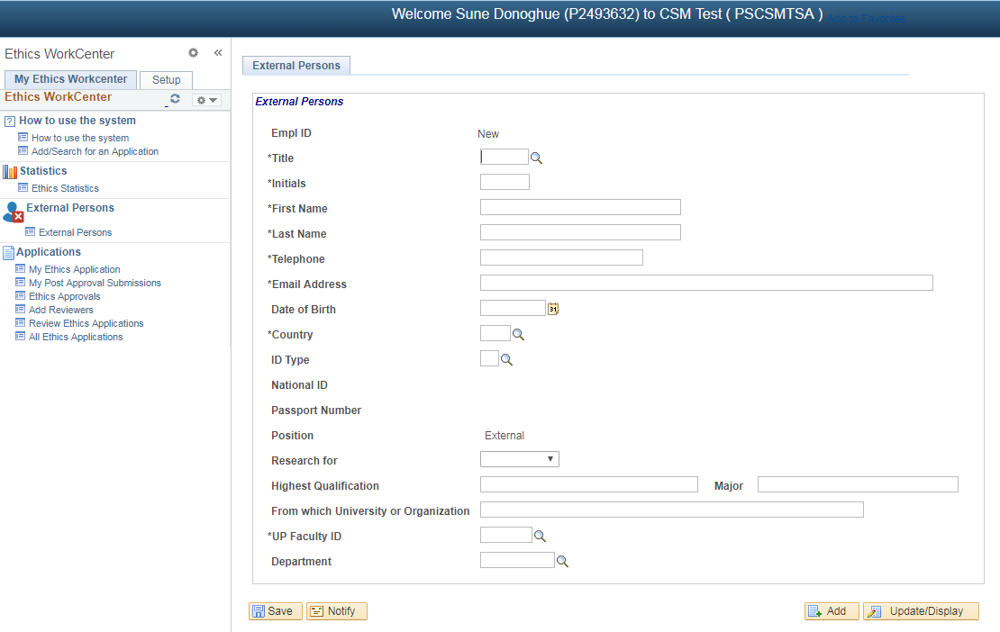 Welcome Sune Donoghue (P2493632) to CSM Test ( PSCSMTSA ) Add to Favorites
Ethics WorkCenter «
My Ethics Workcenter Setup
Ethics WorkCenter
How to use the system
How to use the system
Add/Search for an Application
Statistics
Ethics Statistics
External Persons
External Persons
Applications
My Ethics Application
My Post Approval Submissions
Ethics Approvals
Add Reviewers
Review Ethics Applications
All Ethics Applications
External Persons
External Persons
Empl ID New
*Title
*Initials
*First Name
*Last Name
*Telephone
*Email Address
Date of Birth 31
*Country
ID Type
National ID
Passport Number
Position External
Research for
Highest Qualification Major
From which University or Organization
*UP Faculty ID
Department
Save Notify Add Update/Display